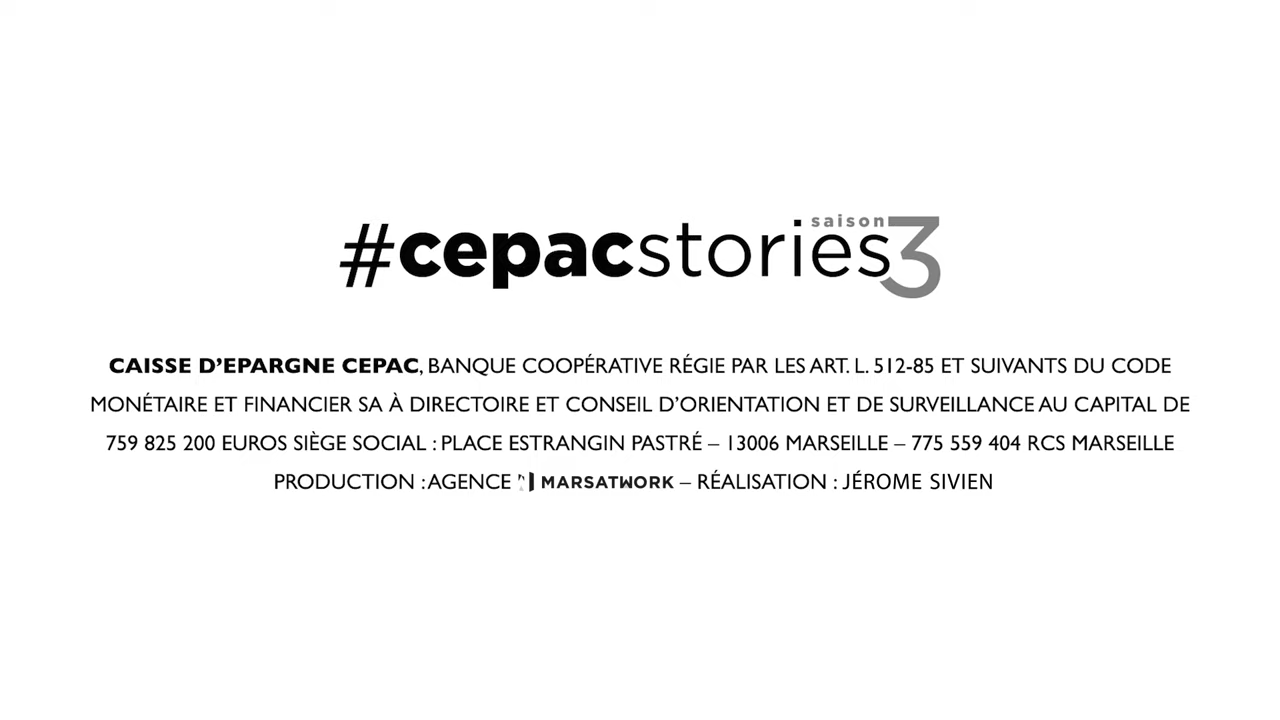 #cepacstories saison 3
CAISSE D'EPARGNE CEPAC, BANQUE COOPÉRATIVE RÉGIE PAR LES ART. L. 512-85 ET SUIVANTS DU CODE
MONÉTAIRE ET FINANCIER SA À DIRECTOIRE ET CONSEIL D'ORIENTATION ET DE SURVEILLANCE AU CAPITAL DE
759 825 200 EUROS SIÈGE SOCIAL : PLACE ESTRANGIN PASTRÉ – 13006 MARSEILLE – 775 559 404 RCS MARSEILLE
PRODUCTION : AGENCE MARSATWORK – RÉALISATION : JÉROME SIVIEN